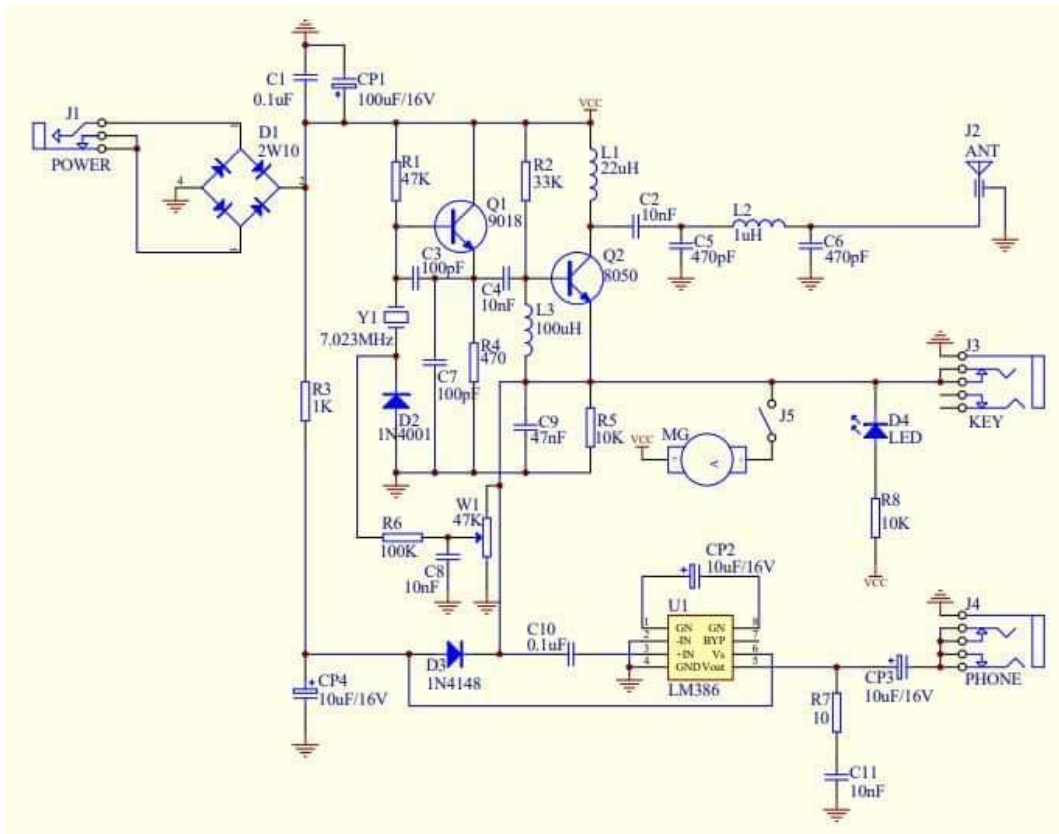 C1
0.1uF
CP1
100uF/16V
VCC
J1
POWER
D1
2W10
4
2
1
3
R1
47K
Q1
9018
R2
33K
L1
22uH
C2
10nF
L2
1uH
J2
ANT
C5
470pF
C6
470pF
C3
100pF
C4
10nF
Q2
8050
Y1
7.023MHz
L3
100uH
R4
470
R3
1K
C7
100pF
D2
1N4001
C9
47nF
R5
10K
VCC
MG
A
J5
D4
LED
J3
KEY
R8
10K
VCC
W1
47K
R6
100K
C8
10nF
CP2
10uF/16V
U1
1
2
3
4
GN
-IN
+IN
GND
GN
BYP
Vs
Vout
8
7
6
5
LM386
C10
0.1uF
D3
1N4148
CP4
10uF/16V
CP3
10uF/16V
J4
PHONE
R7
10
C11
10nF